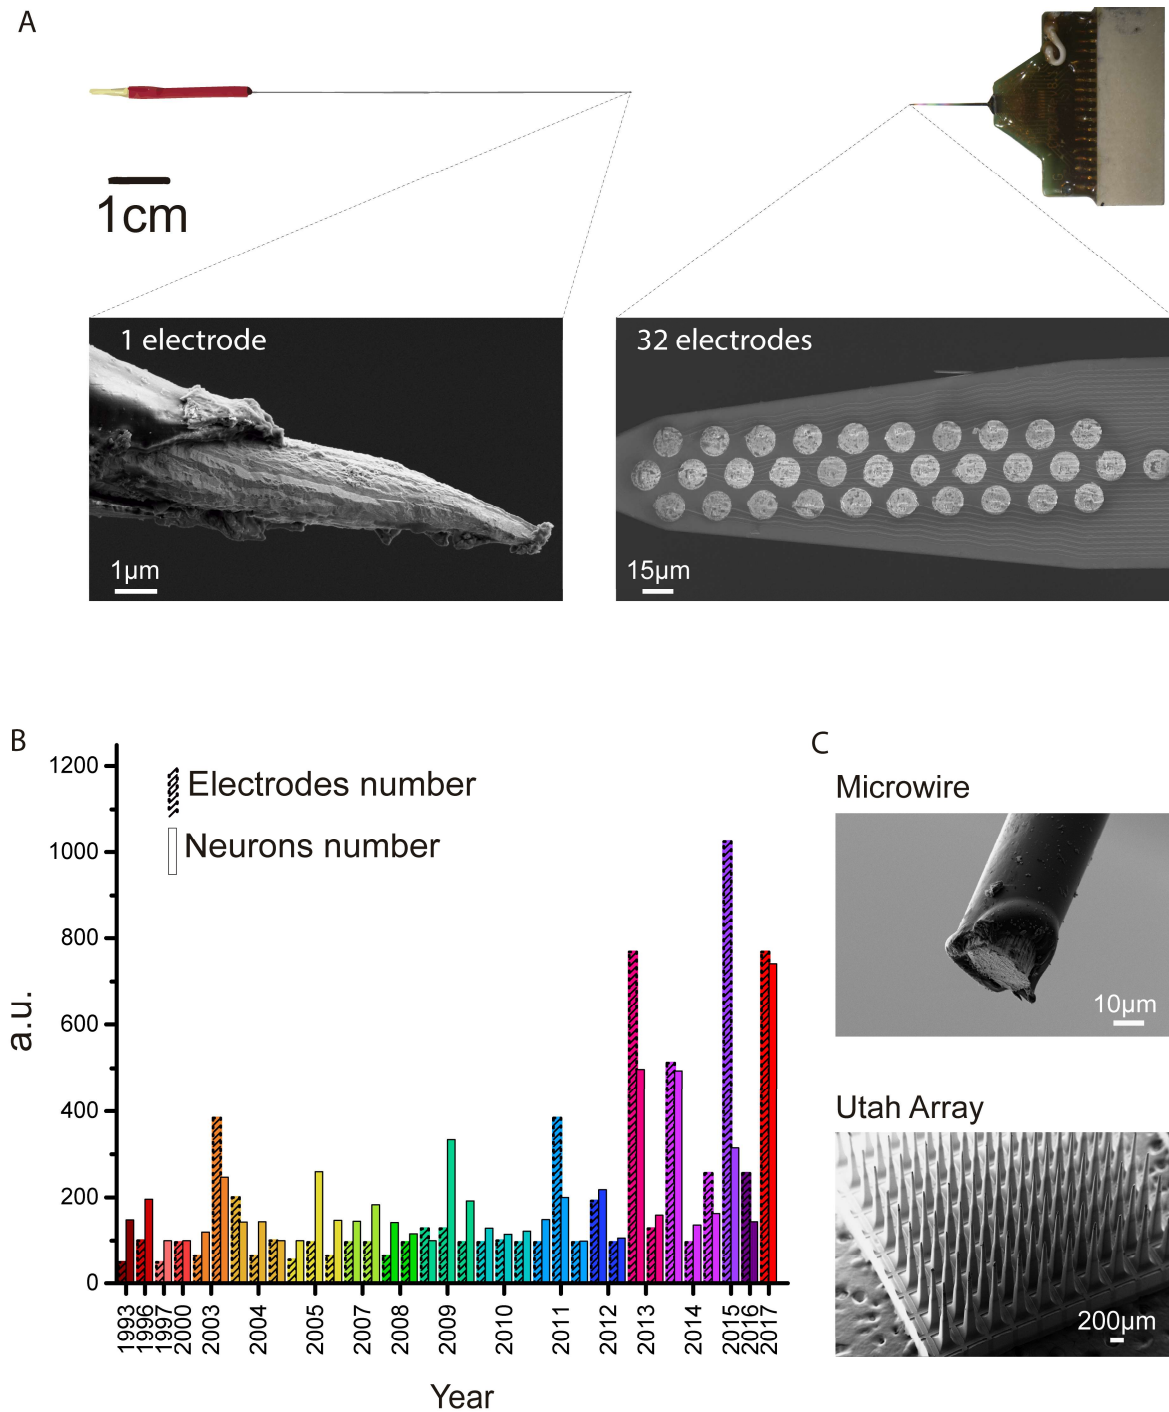 A
1cm
1 electrode
1µm
32 electrodes
15µm
B
1200
1000
800
600
400
200
0
a.u.
Electrodes number
Neurons number
1993
1996
1997
2000
2003
2004
2005
2007
2008
2009
2010
2011
2012
2013
2014
2015
2016
2017
Year
C
Microwire
10µm
Utah Array
200µm